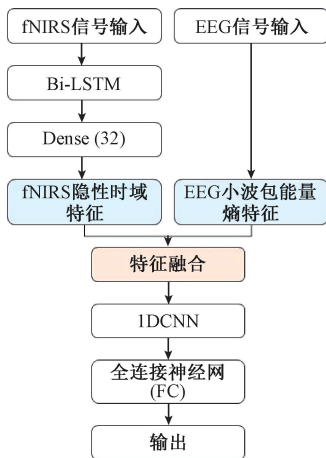 fNIRS信号输入
EEG信号输入
Bi-LSTM
Dense (32)
fNIRS隐性时域
特征
EEG小波包能量
熵特征
特征融合
1DCNN
全连接神经网
(FC)
输出